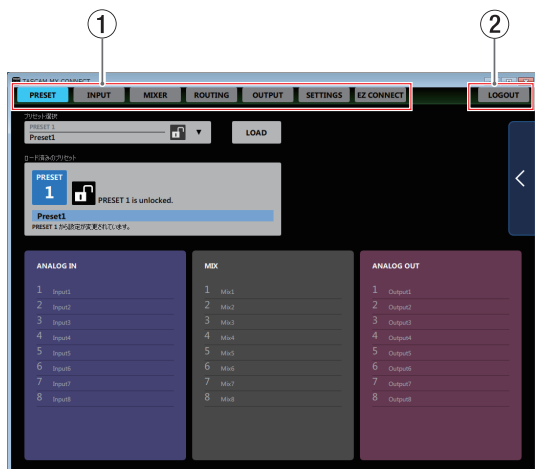 ① ②
TASCAM MX CONNECT
PRESET INPUT MIXER ROUTING OUTPUT SETTINGS EZ CONNECT LOGOUT
プリセット選択
PRESET 1
Preset1 LOAD
ロード済みのプリセット
PRESET
1
PRESET 1 is unlocked.
Preset1
PRESET 1 から設定が変更されています。
ANALOG IN MIX ANALOG OUT
1 Input1 1 Mix1 1 Output1
2 Input2 2 Mix2 2 Output2
3 Input3 3 Mix3 3 Output3
4 Input4 4 Mix4 4 Output4
5 Input5 5 Mix5 5 Output5
6 Input6 6 Mix6 6 Output6
7 Input7 7 Mix7 7 Output7
8 Input8 8 Mix8 8 Output8